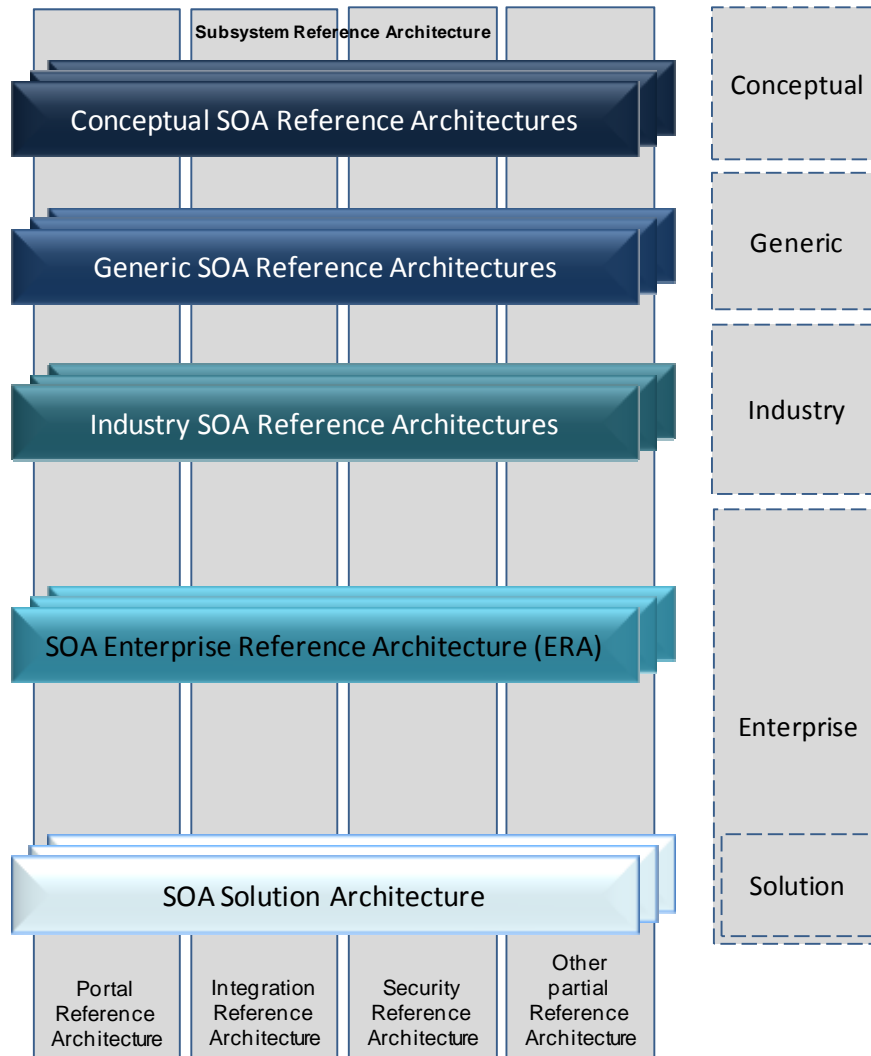 Subsystem Reference Architecture
Conceptual SOA Reference Architectures
Generic SOA Reference Architectures
Industry SOA Reference Architectures
SOA Enterprise Reference Architecture (ERA)
SOA Solution Architecture
Portal
Reference
Architecture
Integration
Reference
Architecture
Security
Reference
Architecture
Other
partial
Reference
Architecture
Conceptual
Generic
Industry
Enterprise
Solution